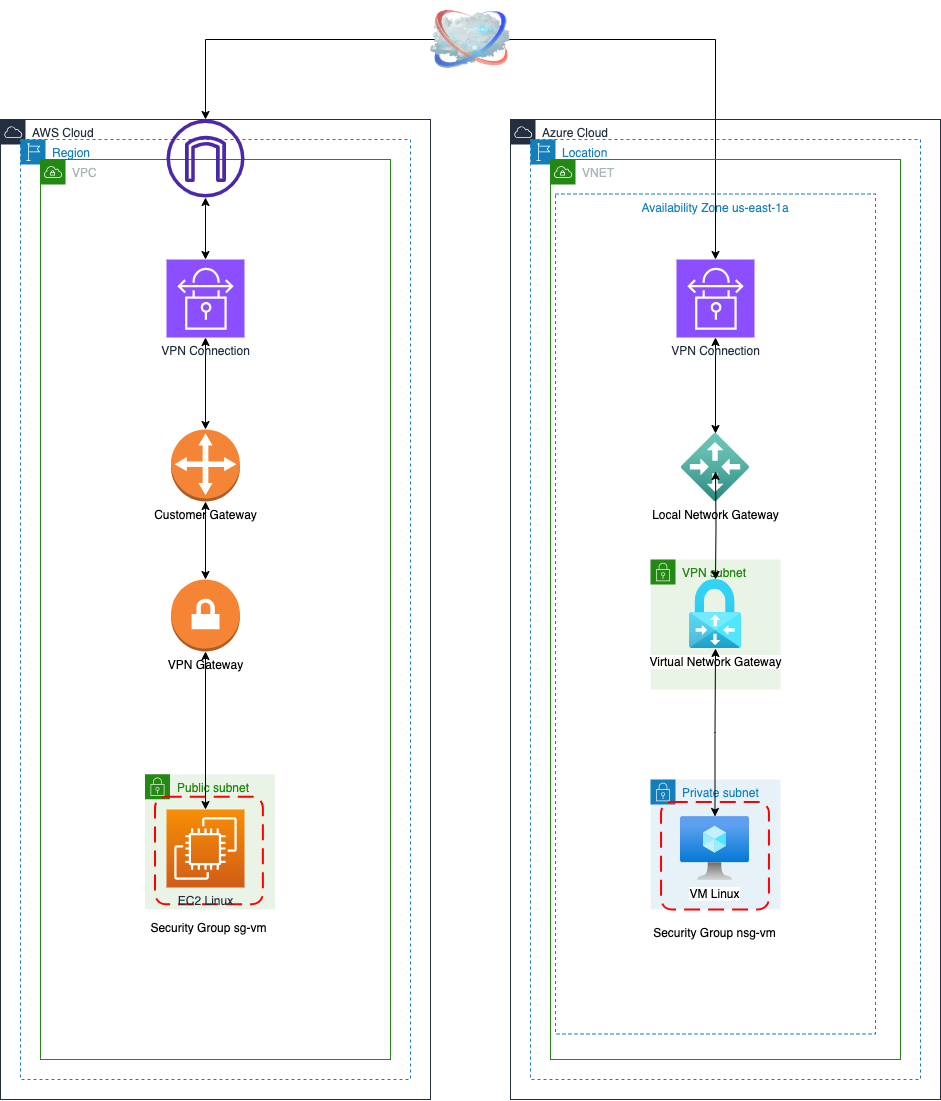 AWS Cloud
Region
VPC
VPN Connection
Customer Gateway
VPN Gateway
Public subnet
EC2 Linux
Security Group sg-vm
Azure Cloud
Location
VNET
Availability Zone us-east-1a
VPN Connection
Local Network Gateway
VPN subnet
Virtual Network Gateway
Private subnet
VM Linux
Security Group nsg-vm